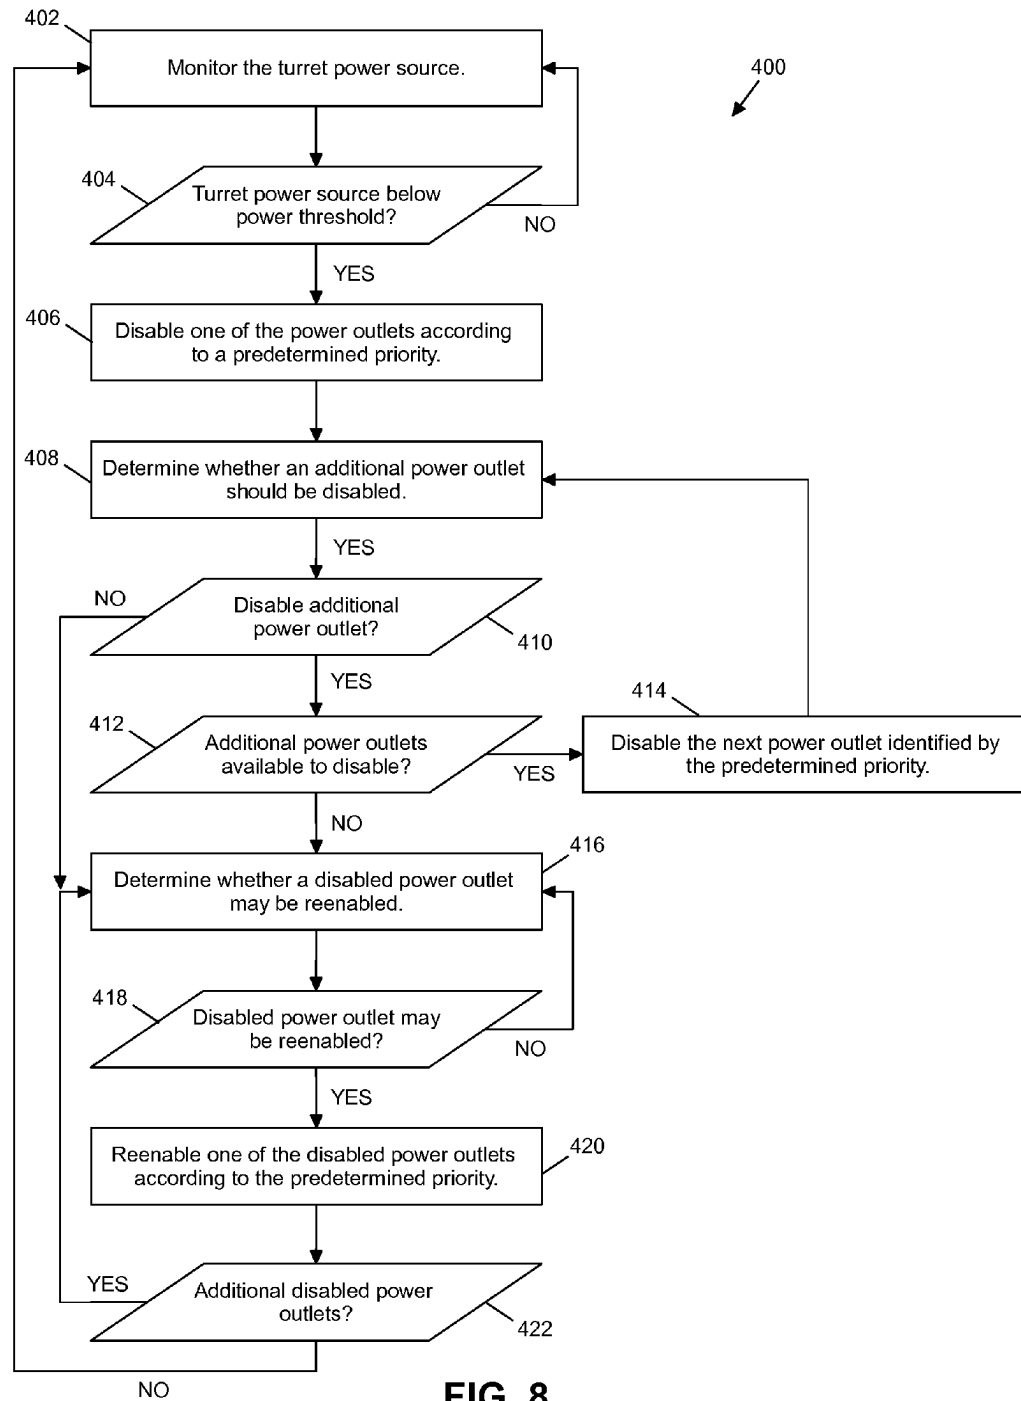 402
Monitor the turret power source.
400
404
Turret power source below
power threshold?
NO
YES
406
Disable one of the power outlets according
to a predetermined priority.
408
Determine whether an additional power outlet
should be disabled.
YES
NO
Disable additional
power outlet?
410
YES
412
Additional power outlets
available to disable?
YES
414
Disable the next power outlet identified by
the predetermined priority.
NO
416
Determine whether a disabled power outlet
may be reenabled.
418
Disabled power outlet may
be reenabled?
NO
YES
Reenable one of the disabled power outlets
according to the predetermined priority.
420
YES
Additional disabled power
outlets?
422
NO
FIG. 8